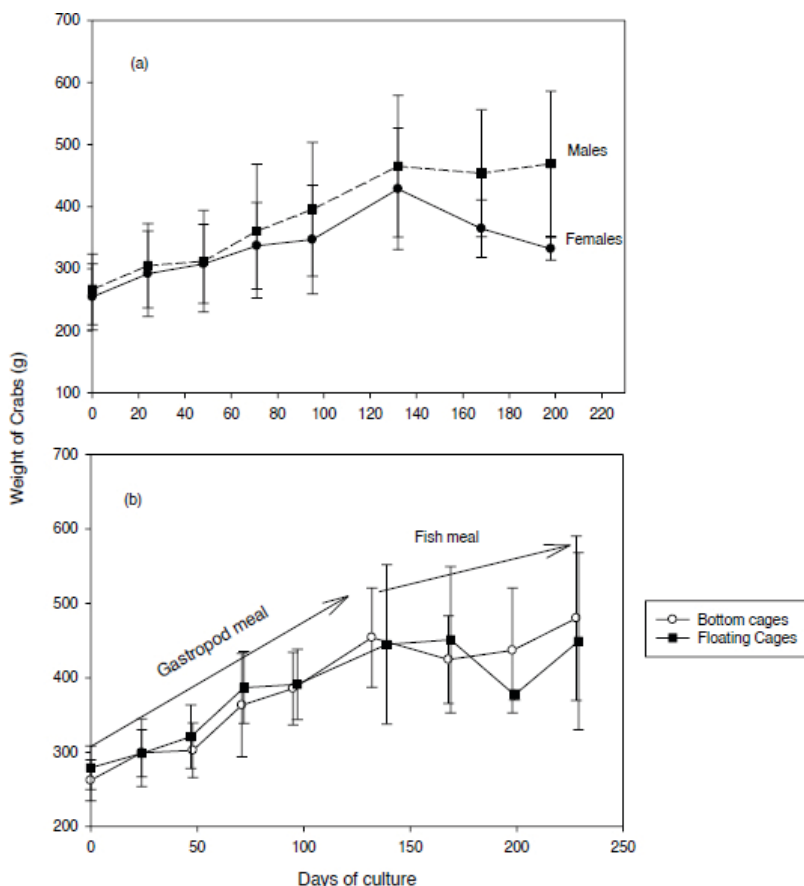 700
(a)
600
500
Males
400
300
Females
200
100
0 20 40 60 80 100 120 140 160 180 200 220
Weight of Crabs (g)
700
(b)
600
Fish meal
500
Gastropod meal
400
300
200
0 50 100 150 200 250
Days of culture
Bottom cages
Floating Cages